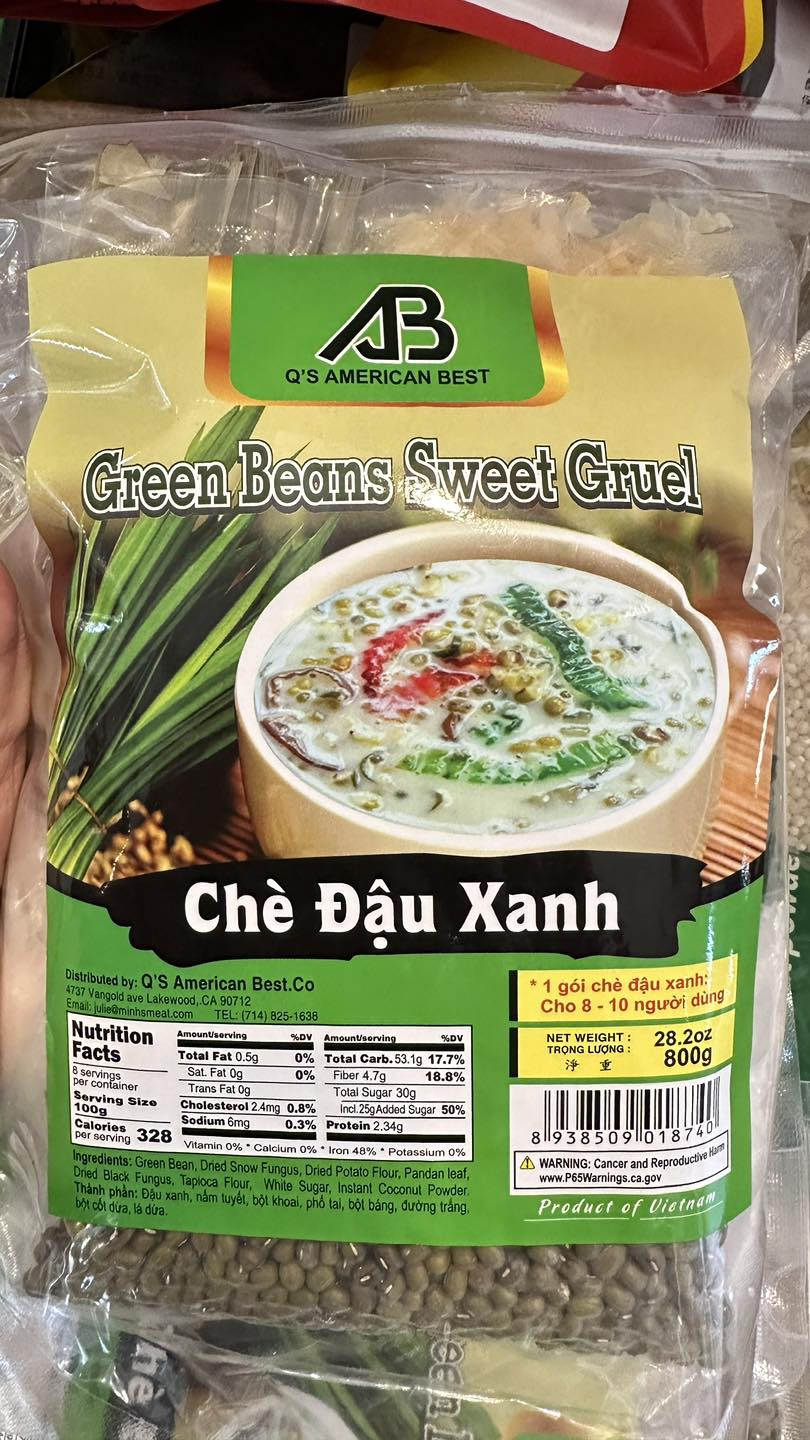 AB
Q'S AMERICAN BEST
Green Beans Sweet Gruel
Chè Đậu Xanh
Distributed by: Q'S American Best.Co
4737 Vangold ave Lakewood,.CA 90712
Email: julie@minhsmeal.com TEL: (714) 825-1638
* 1 gói chè đậu xanh:
Cho 8 - 10 người dùng
NET WEIGHT : 28.2oz
TRỌNG LƯỢNG : 800g
淨 重
Nutrition
Facts
8 servings
per container
Serving Size
100g
Calories
per serving 328
Amount/serving %DV
Total Fat 0.5g 0%
Sat. Fat 0g 0%
Trans Fat 0g
Cholesterol 2.4mg 0.8%
Sodium 6mg 0.3%
Amount/serving %DV
Total Carb. 53.1g 17.7%
Fiber 4.7g 18.8%
Total Sugar 30g
Incl.25gAdded Sugar 50%
Protein 2.34g
Vitamin 0% * Calcium 0% * Iron 48% * Potassium 0%
Ingredients: Green Bean, Dried Snow Fungus, Dried Potato Flour, Pandan leaf,
Dried Black Fungus, Tapioca Flour, White Sugar, Instant Coconut Powder.
Thành phần: Đậu xanh, nấm tuyết, bột khoai, phổ tai, bột báng, đường trắng,
bột cốt dừa, lá dừa.
8 938509 018740
WARNING: Cancer and Reproductive Harm
www.P65Warnings.ca.gov
Product of Vietnam